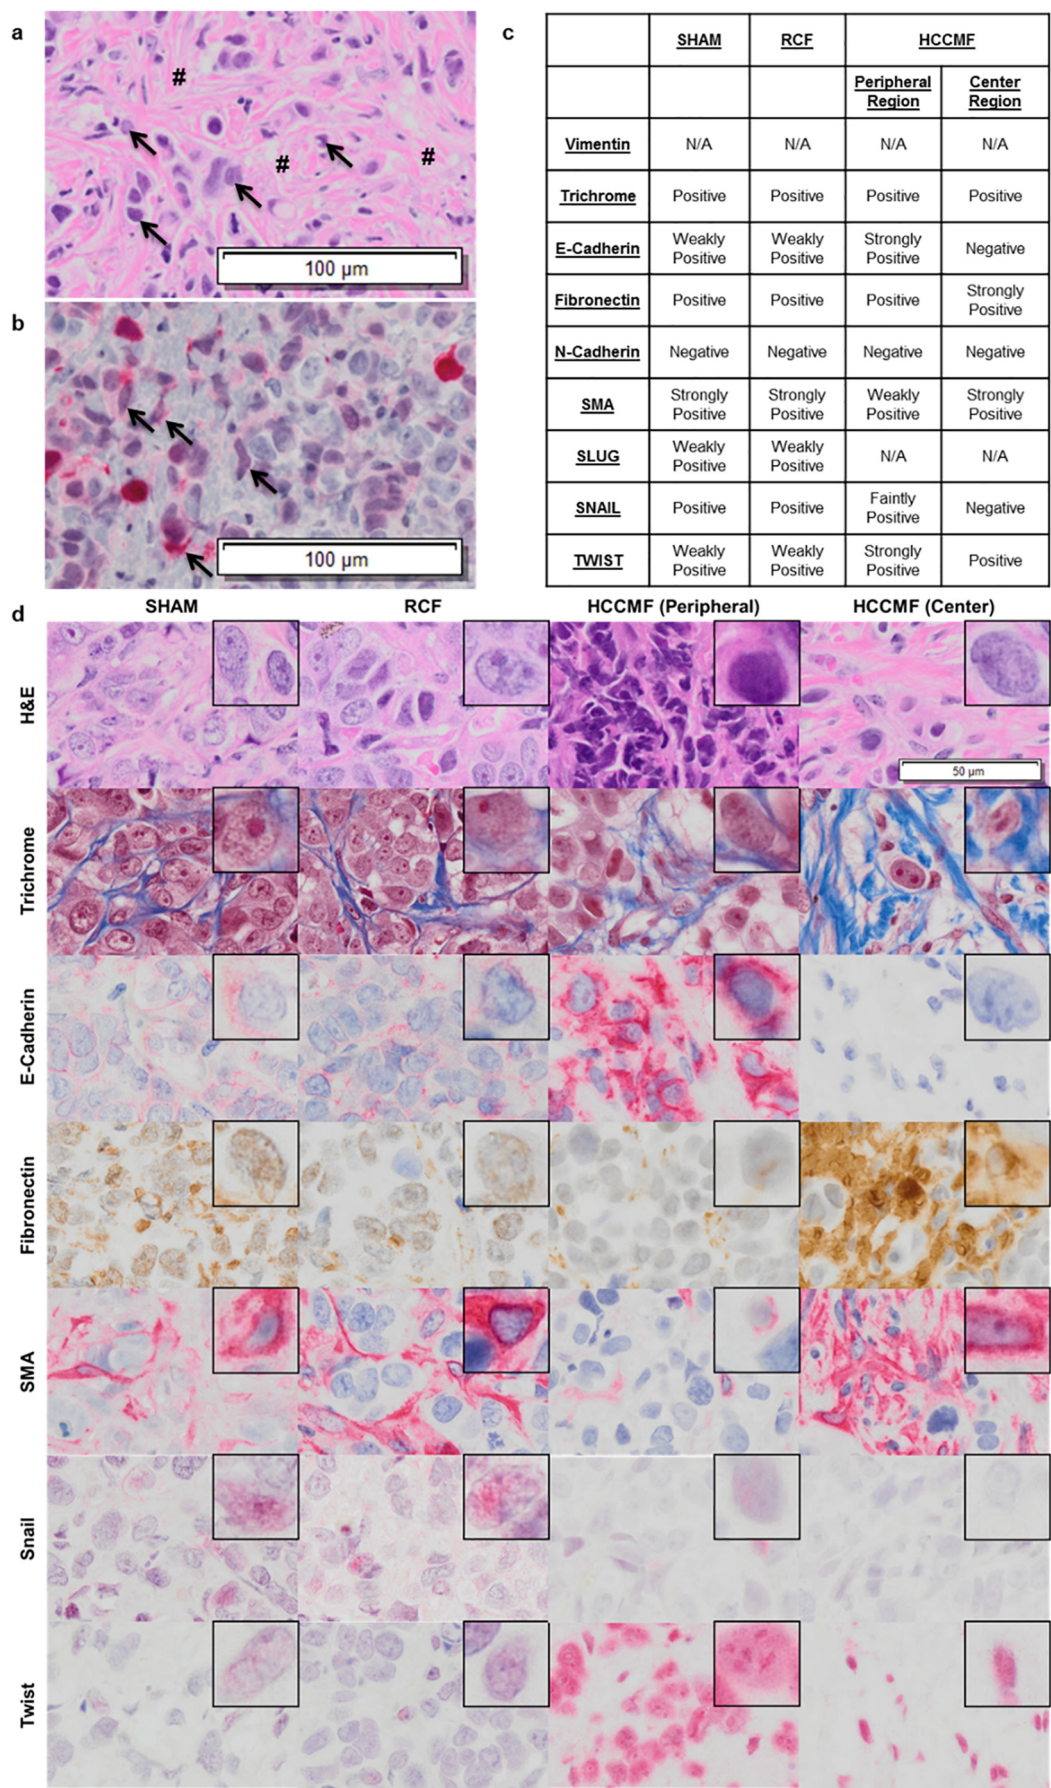 a
#
#
#
100 µm
b
100 µm
c
SHAM RCF HCCMF
Peripheral Region Center Region
Vimentin N/A N/A N/A N/A
Trichrome Positive Positive Positive Positive
E-Cadherin Weakly Positive Weakly Positive Strongly Positive Negative
Fibronectin Positive Positive Positive Strongly Positive
N-Cadherin Negative Negative Negative Negative
SMA Strongly Positive Strongly Positive Weakly Positive Strongly Positive
SLUG Weakly Positive Weakly Positive N/A N/A
SNAIL Positive Positive Faintly Positive Negative
TWIST Weakly Positive Weakly Positive Strongly Positive Positive
d
SHAM RCF HCCMF (Peripheral) HCCMF (Center)
H&E
50 µm
Trichrome
E-Cadherin
Fibronectin
SMA
Snail
Twist